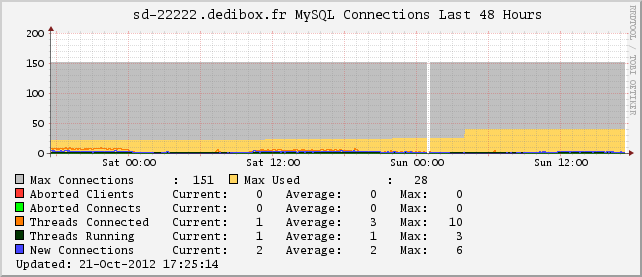 sd-22222.dedibox.fr MySQL Connections Last 48 Hours
RRDTOOL / TOBI OETIKER
200
150
100
50
0
Sat 00:00 Sat 12:00 Sun 00:00 Sun 12:00
Max Connections : 151 Max Used : 28
Aborted Clients Current: 0 Average: 0 Max: 0
Aborted Connects Current: 0 Average: 0 Max: 0
Threads Connected Current: 1 Average: 3 Max: 10
Threads Running Current: 1 Average: 1 Max: 3
New Connections Current: 2 Average: 2 Max: 6
Updated: 21-Oct-2012 17:25:14